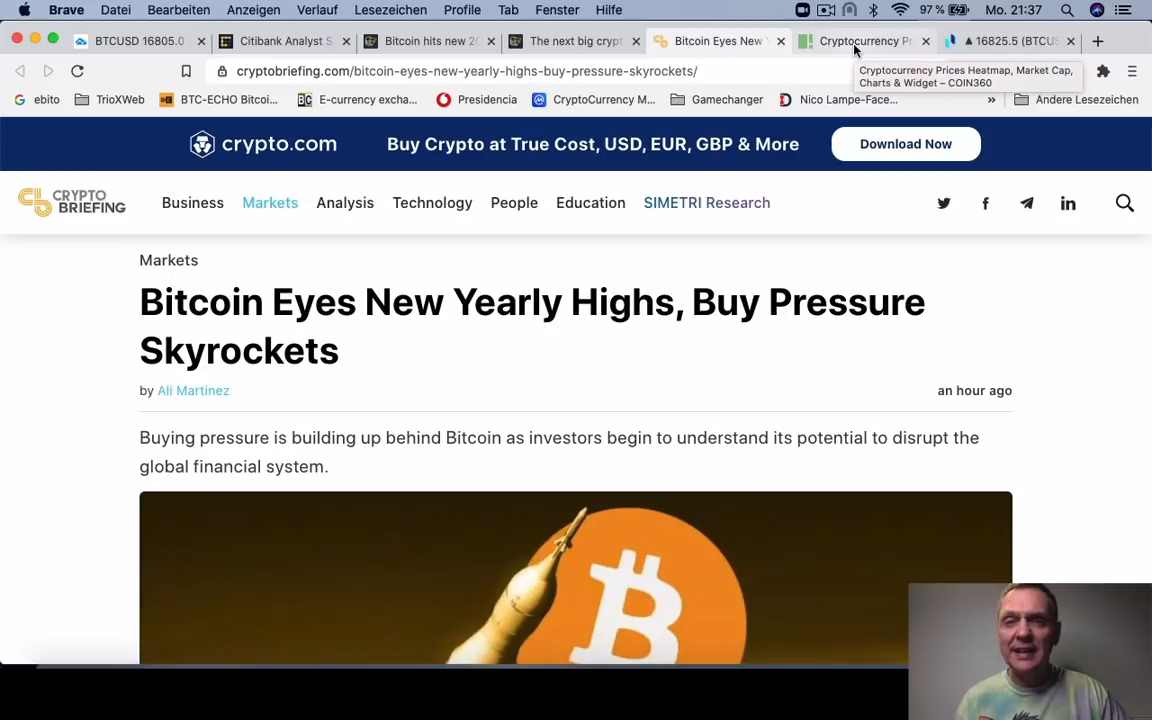 Brave Datei Bearbeiten Anzeigen Verlauf Lesezeichen Profile Tab Fenster Hilfe 97 % Mo. 21:37
BTCUSD 16805.0 Citibank Analyst S Bitcoin hits new 2 The next big crypt Bitcoin Eyes New Cryptocurrency Pr ▲ 16825.5 (BTCU
cryptobriefing.com/bitcoin-eyes-new-yearly-highs-buy-pressure-skyrockets/
Cryptocurrency Prices Heatmap, Market Cap,
Charts & Widget – COIN360
ebito TrioXWeb BTC-ECHO Bitcoi... E-currency excha... Presidencia CryptoCurrency M... Gamechanger Nico Lampe-Face... » Andere Lesezeichen
crypto.com Buy Crypto at True Cost, USD, EUR, GBP & More Download Now
CRYPTO
BRIEFING
Business Markets Analysis Technology People Education SIMETRI Research
Markets
Bitcoin Eyes New Yearly Highs, Buy Pressure
Skyrockets
by Ali Martinez an hour ago
Buying pressure is building up behind Bitcoin as investors begin to understand its potential to disrupt the
global financial system.